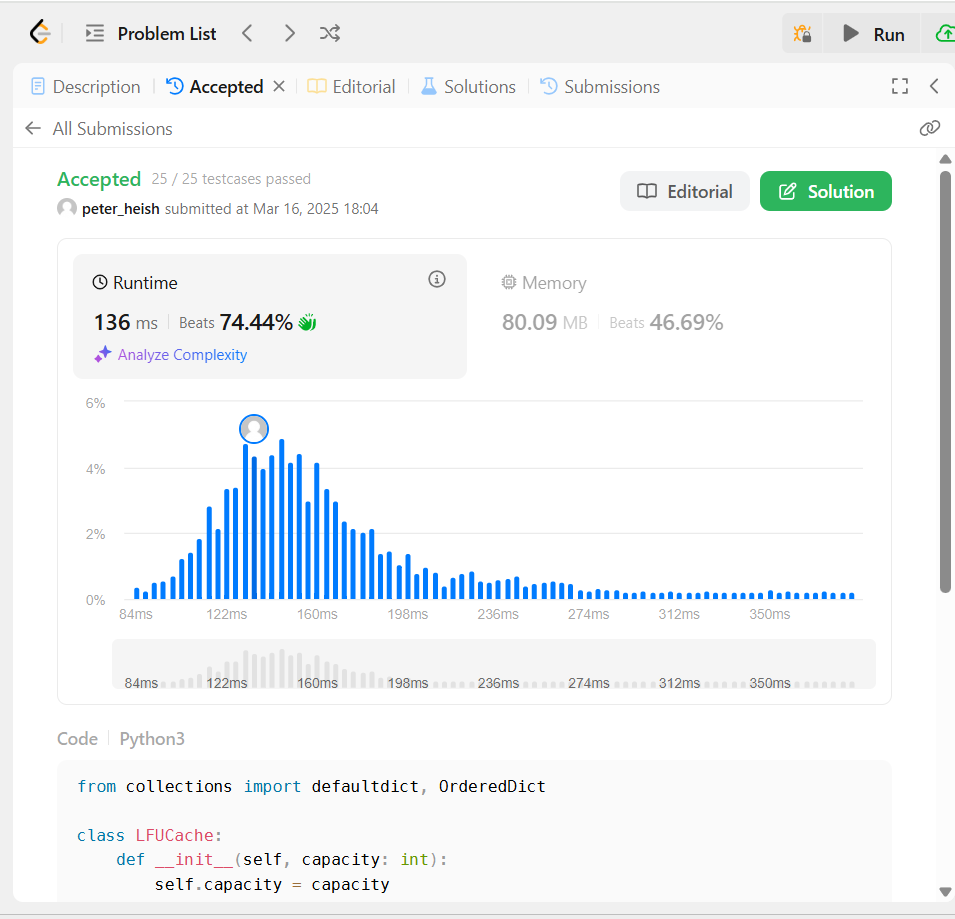 Problem List Run
Description Accepted Editorial Solutions Submissions
All Submissions
Accepted 25 / 25 testcases passed
peter_heish submitted at Mar 16, 2025 18:04
Editorial Solution
Runtime
136 ms Beats 74.44%
Analyze Complexity
Memory
80.09 MB Beats 46.69%
6%
4%
2%
0%
84ms 122ms 160ms 198ms 236ms 274ms 312ms 350ms
84ms 122ms 160ms 198ms 236ms 274ms 312ms 350ms
Code Python3
from collections import defaultdict, OrderedDict
class LFUCache:
    def __init__(self, capacity: int):
        self.capacity = capacity